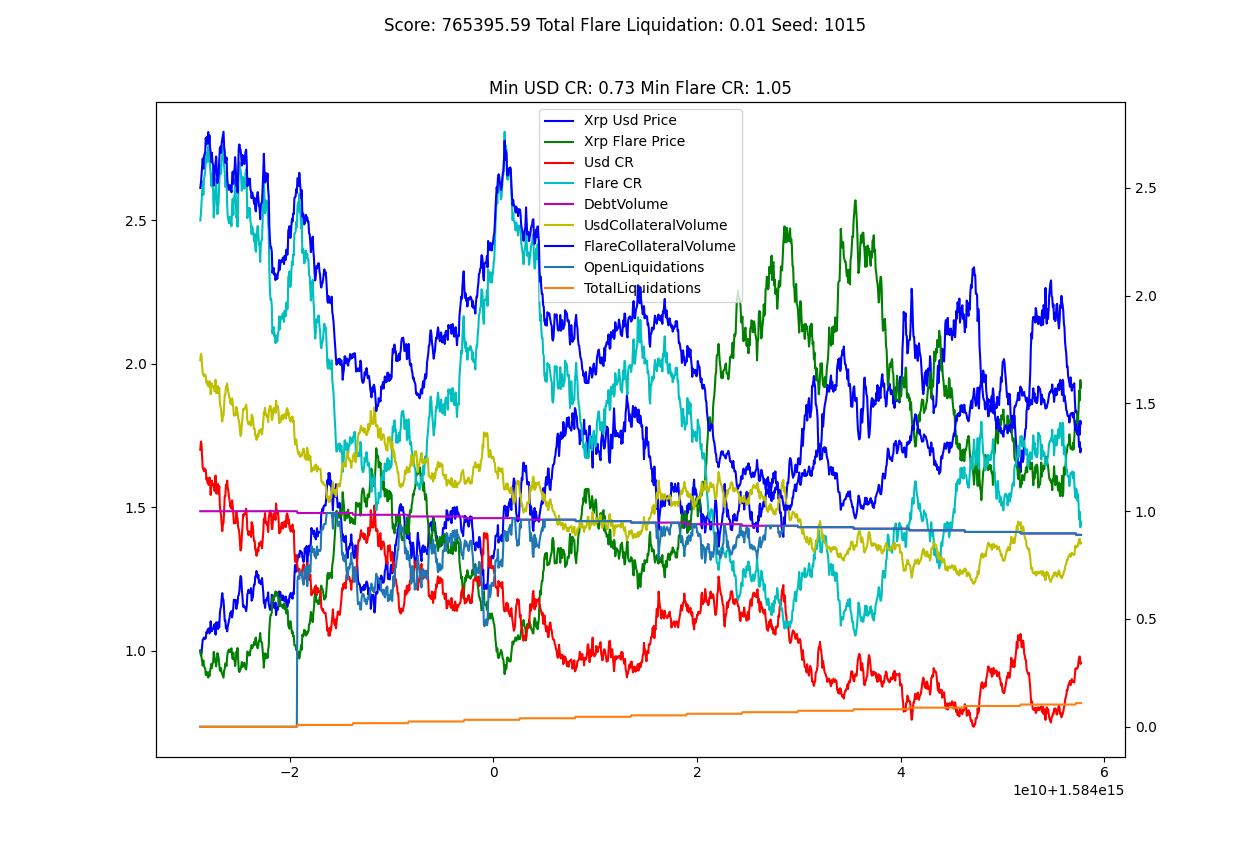 Score: 765395.59 Total Flare Liquidation: 0.01 Seed: 1015
Min USD CR: 0.73 Min Flare CR: 1.05
Xrp Usd Price
Xrp Flare Price
Usd CR
Flare CR
DebtVolume
UsdCollateralVolume
FlareCollateralVolume
OpenLiquidations
TotalLiquidations
2.5
2.0
1.5
1.0
2.5
2.0
1.5
1.0
0.5
0.0
−2 0 2 4 6
1e10+1.584e15